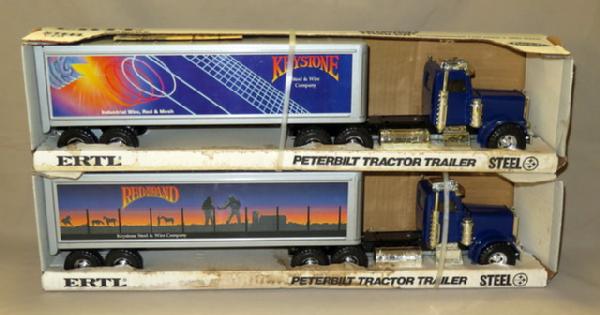 KEYSTONE
Steel & Wire
Company
Industrial Wire, Rod & Mesh
ERTL
PETERBILT TRACTOR TRAILER
STEEL
RED BRAND
Keystone Steel & Wire Company
ERTL
PETERBILT TRACTOR TRAILER
STEEL